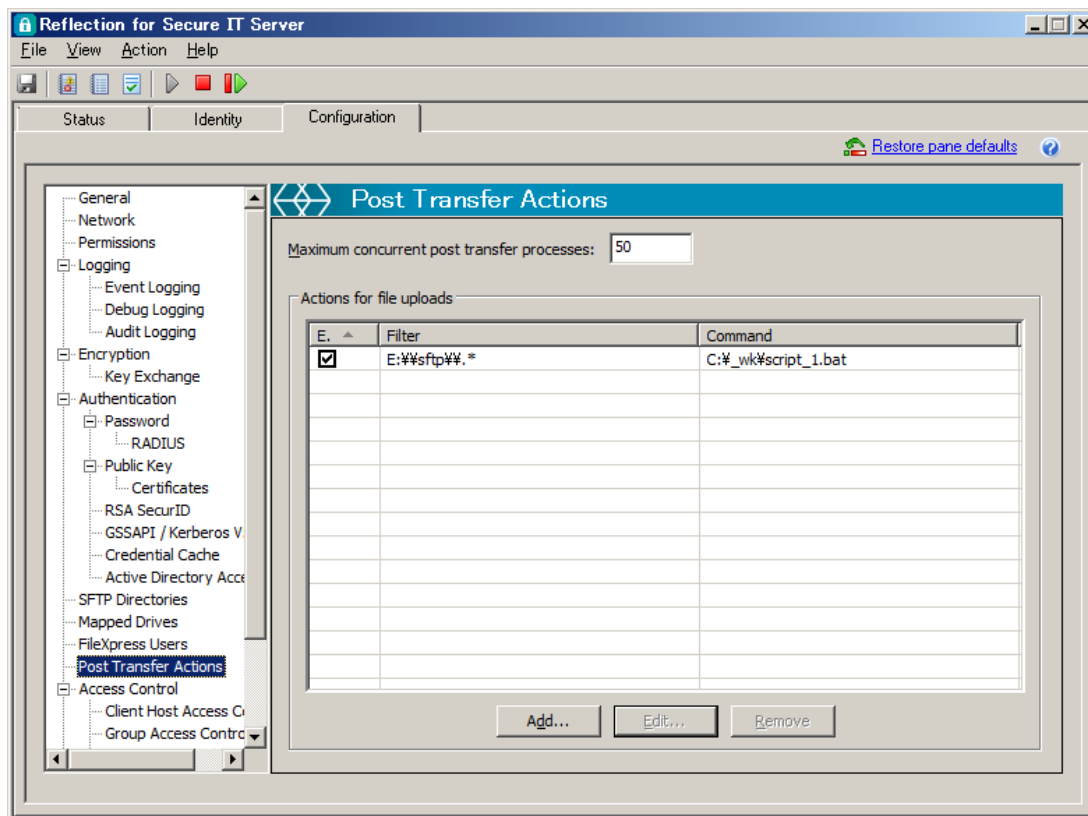 Reflection for Secure IT Server
File View Action Help
Status Identity Configuration
Restore pane defaults
General
Network
Permissions
Logging
Event Logging
Debug Logging
Audit Logging
Encryption
Key Exchange
Authentication
Password
RADIUS
Public Key
Certificates
RSA SecurID
GSSAPI / Kerberos V
Credential Cache
Active Directory Acce
SFTP Directories
Mapped Drives
FileXpress Users
Post Transfer Actions
Access Control
Client Host Access C
Group Access Contro
Post Transfer Actions
Maximum concurrent post transfer processes: 50
Actions for file uploads
E. Filter Command
E:¥¥sftp¥¥.* C:¥_wk¥script_1.bat
Add... Edit... Remove